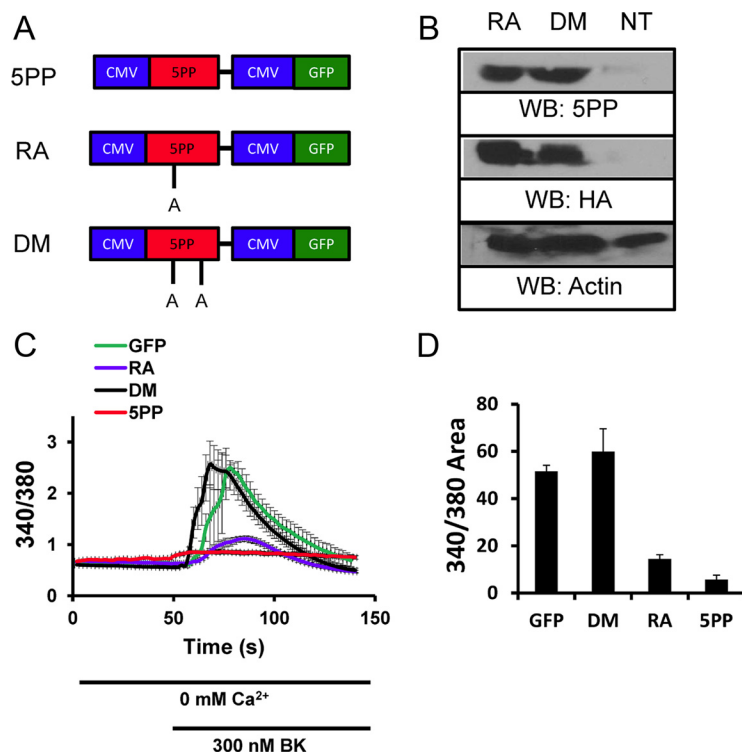 A
5PP
CMV
5PP
CMV
GFP
RA
CMV
5PP
CMV
GFP
A
DM
CMV
5PP
CMV
GFP
A A
B
RA DM NT
WB: 5PP
WB: HA
WB: Actin
C
GFP
RA
DM
5PP
340/380
3
2
1
0
0 50 100 150
Time (s)
0 mM Ca²⁺
300 nM BK
D
340/380 Area
80
60
40
20
0
GFP DM RA 5PP